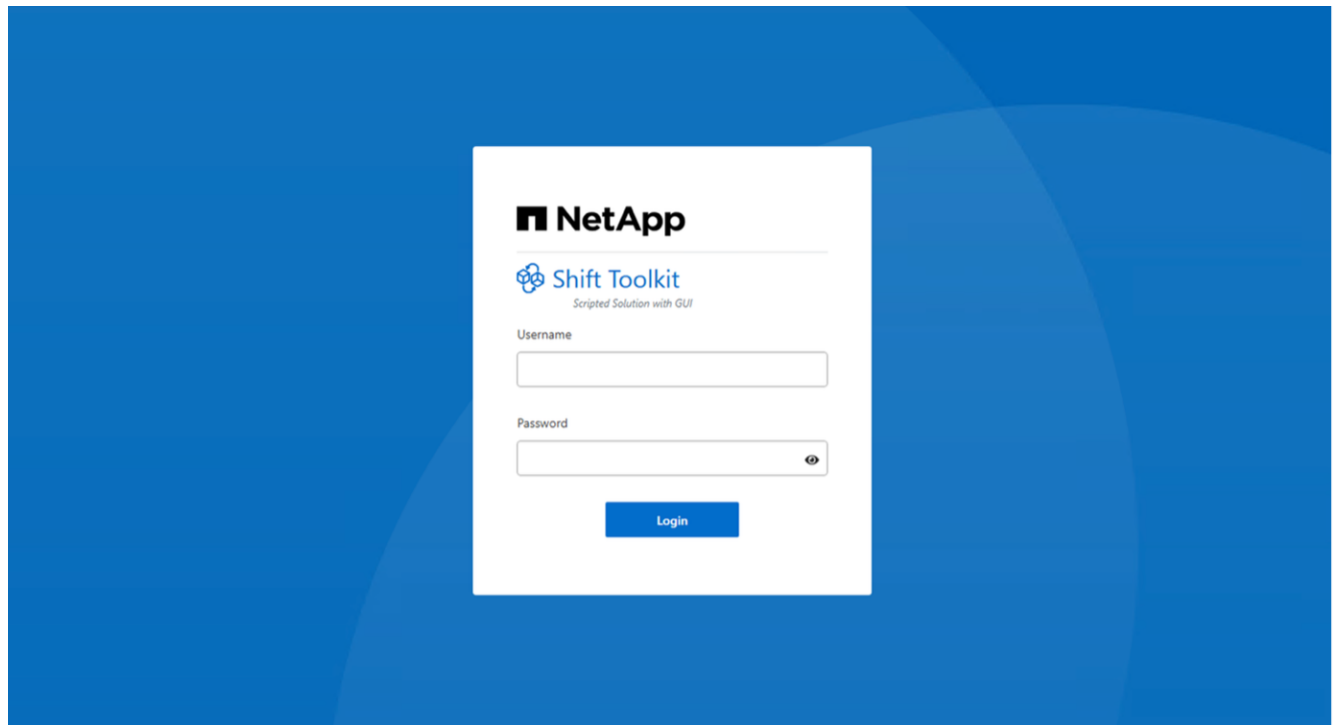 NetApp
Shift Toolkit
Scripted Solution with GUI
Username
Password
Login